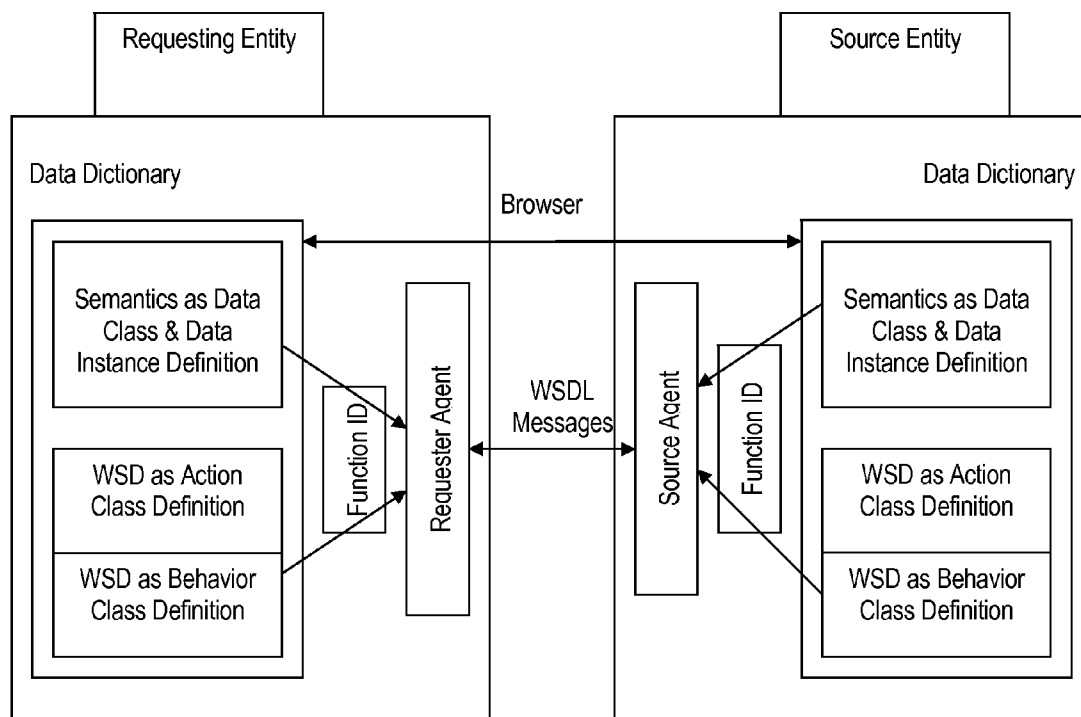 Requesting Entity
Source Entity
Data Dictionary
Data Dictionary
Browser
Semantics as Data
Class & Data
Instance Definition
Semantics as Data
Class & Data
Instance Definition
Function ID
Requester Agent
WSDL
Messages
Source Agent
Function ID
WSD as Action
Class Definition
WSD as Action
Class Definition
WSD as Behavior
Class Definition
WSD as Behavior
Class Definition